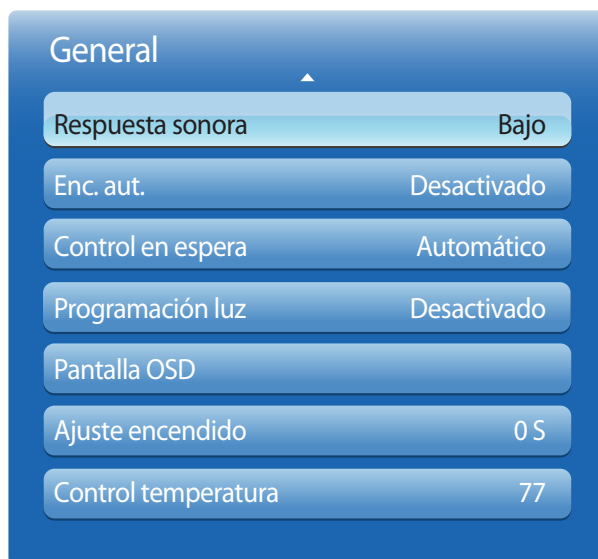 General
Respuesta sonora Bajo
Enc. aut. Desactivado
Control en espera Automático
Programación luz Desactivado
Pantalla OSD
Ajuste encendido 0 S
Control temperatura 77